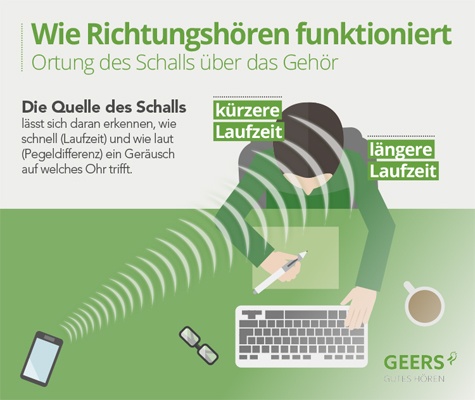 Wie Richtungshören funktioniert
Ortung des Schalls über das Gehör
Die Quelle des Schalls
lässt sich daran erkennen, wie
schnell (Laufzeit) und wie laut
(Pegeldifferenz) ein Geräusch
auf welches Ohr trifft.
kürzere
Laufzeit
längere
Laufzeit
GEERS
GUTES HÖREN